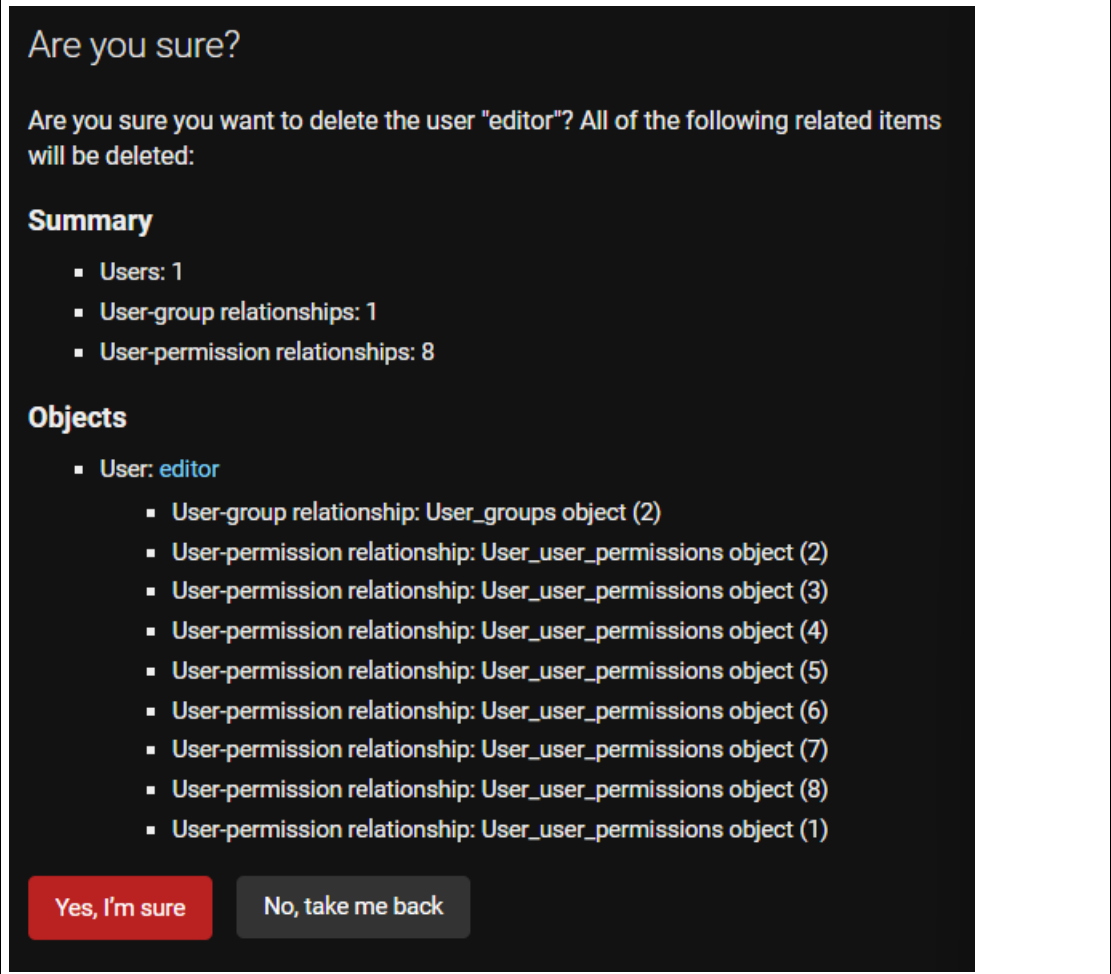 Are you sure?
Are you sure you want to delete the user "editor"? All of the following related items
will be deleted:
Summary
Users: 1
User-group relationships: 1
User-permission relationships: 8
Objects
User: editor
User-group relationship: User_groups object (2)
User-permission relationship: User_user_permissions object (2)
User-permission relationship: User_user_permissions object (3)
User-permission relationship: User_user_permissions object (4)
User-permission relationship: User_user_permissions object (5)
User-permission relationship: User_user_permissions object (6)
User-permission relationship: User_user_permissions object (7)
User-permission relationship: User_user_permissions object (8)
User-permission relationship: User_user_permissions object (1)
Yes, I’m sure
No, take me back